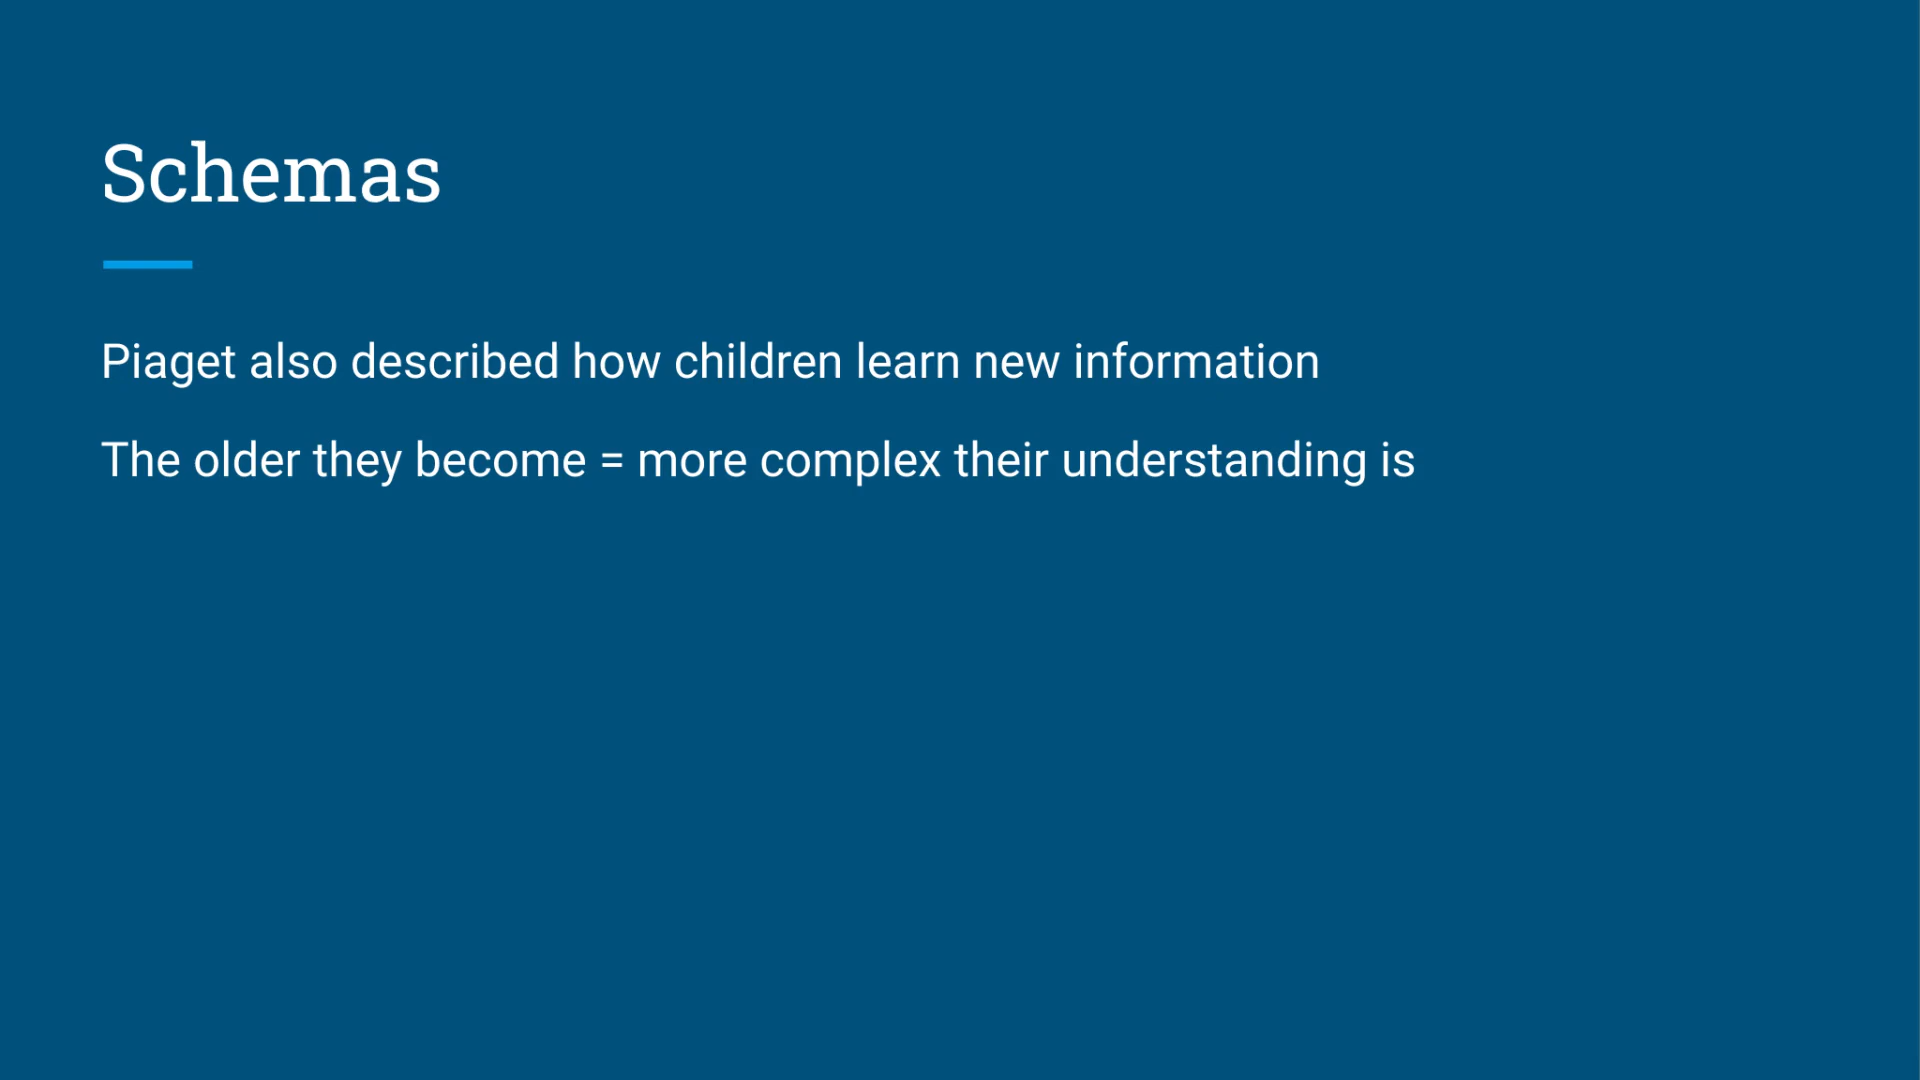 Schemas
Piaget also described how children learn new information
The older they become = more complex their understanding is